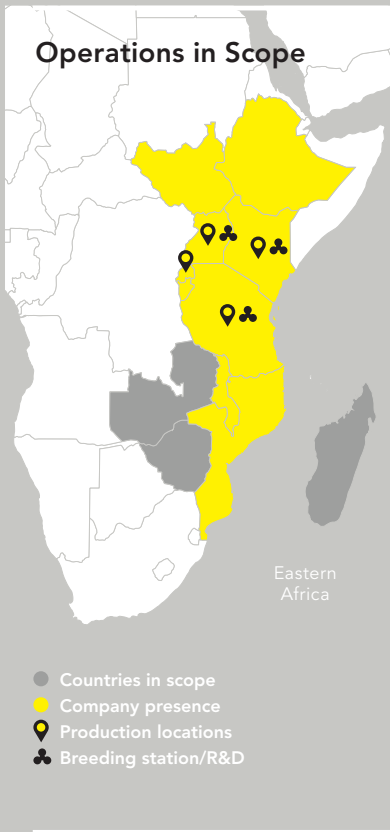 Operations in Scope
Eastern
Africa
Countries in scope
Company presence
Production locations
Breeding station/R&D